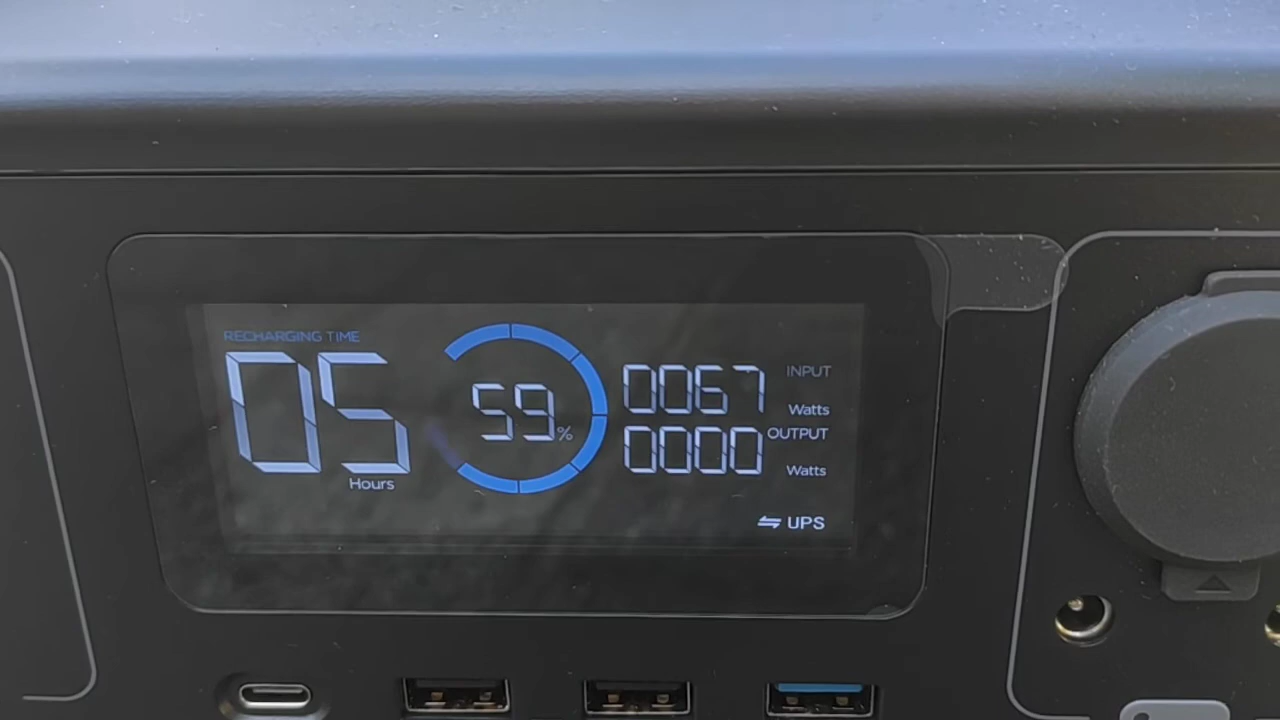 RECHARGING TIME
05
Hours
59%
0067 INPUT
Watts
0000 OUTPUT
Watts
⇋ UPS